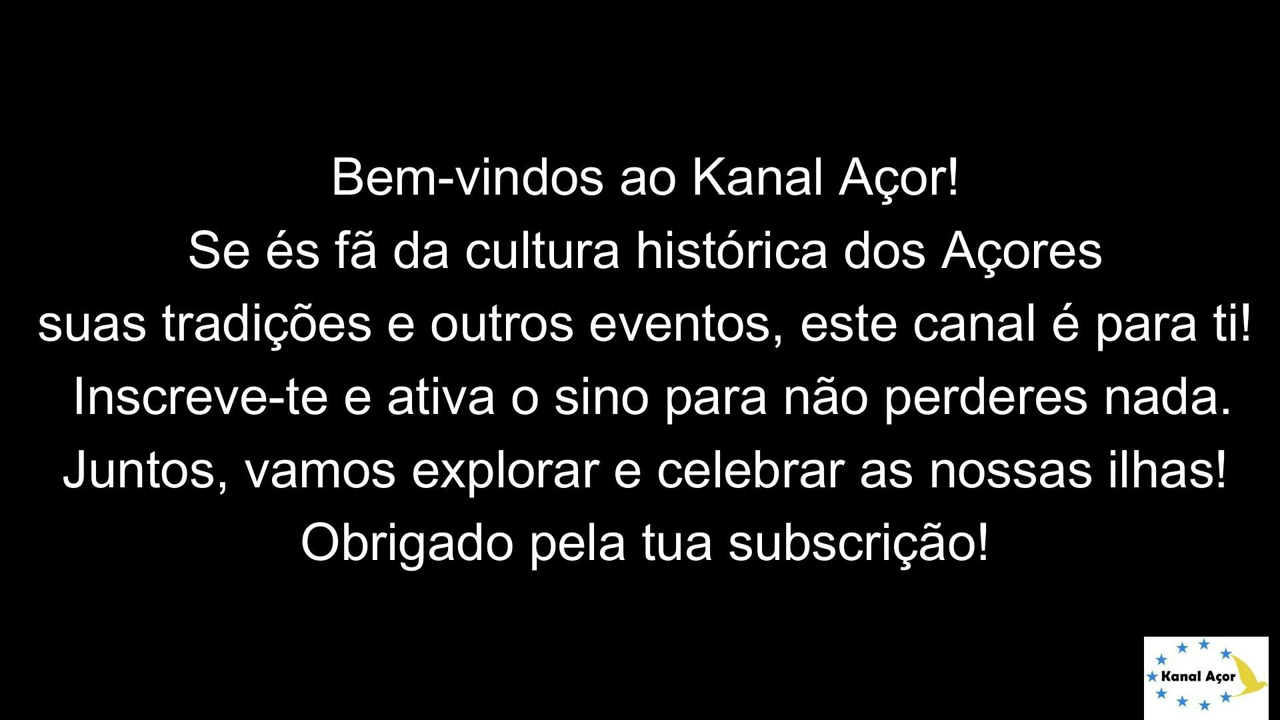 Bem-vindos ao Kanal Açor!
Se és fã da cultura histórica dos Açores
suas tradições e outros eventos, este canal é para ti!
Inscreve-te e ativa o sino para não perderes nada.
Juntos, vamos explorar e celebrar as nossas ilhas!
Obrigado pela tua subscrição!
Kanal Açor